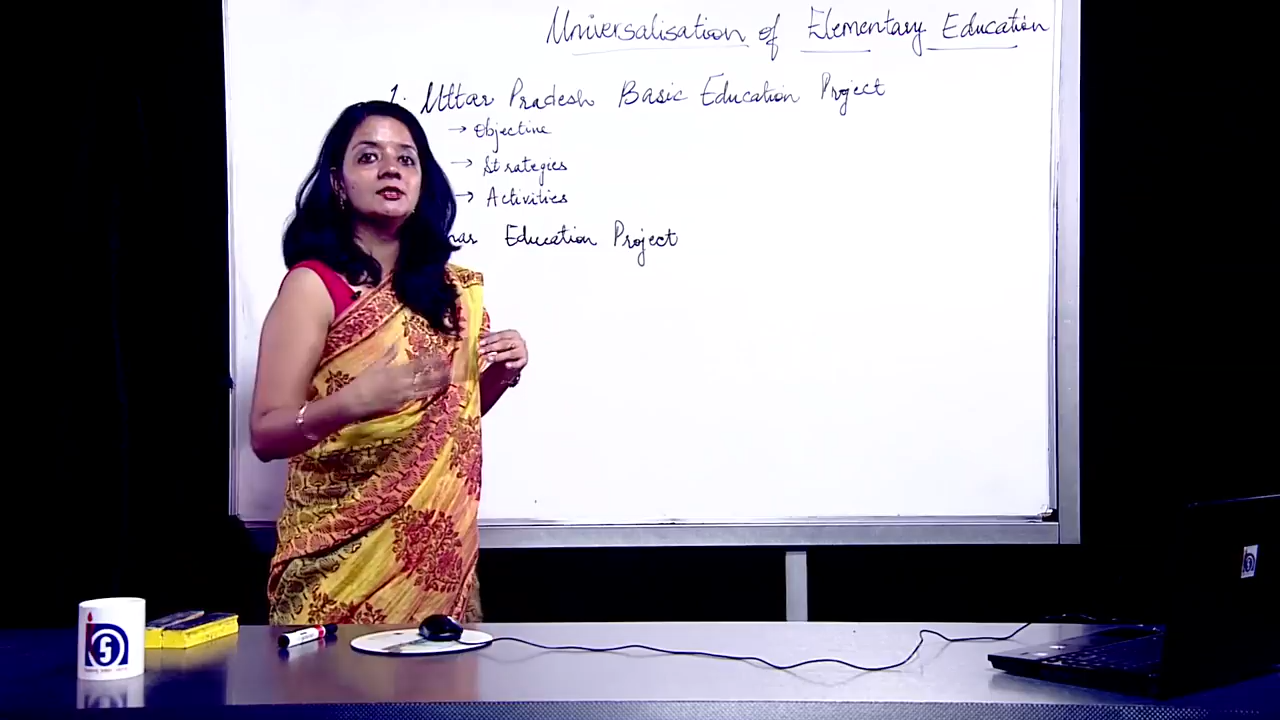 Universalisation of Elementary Education
1. Uttar Pradesh Basic Education Project
→ Objective
→ Strategies
→ Activities
Education Project